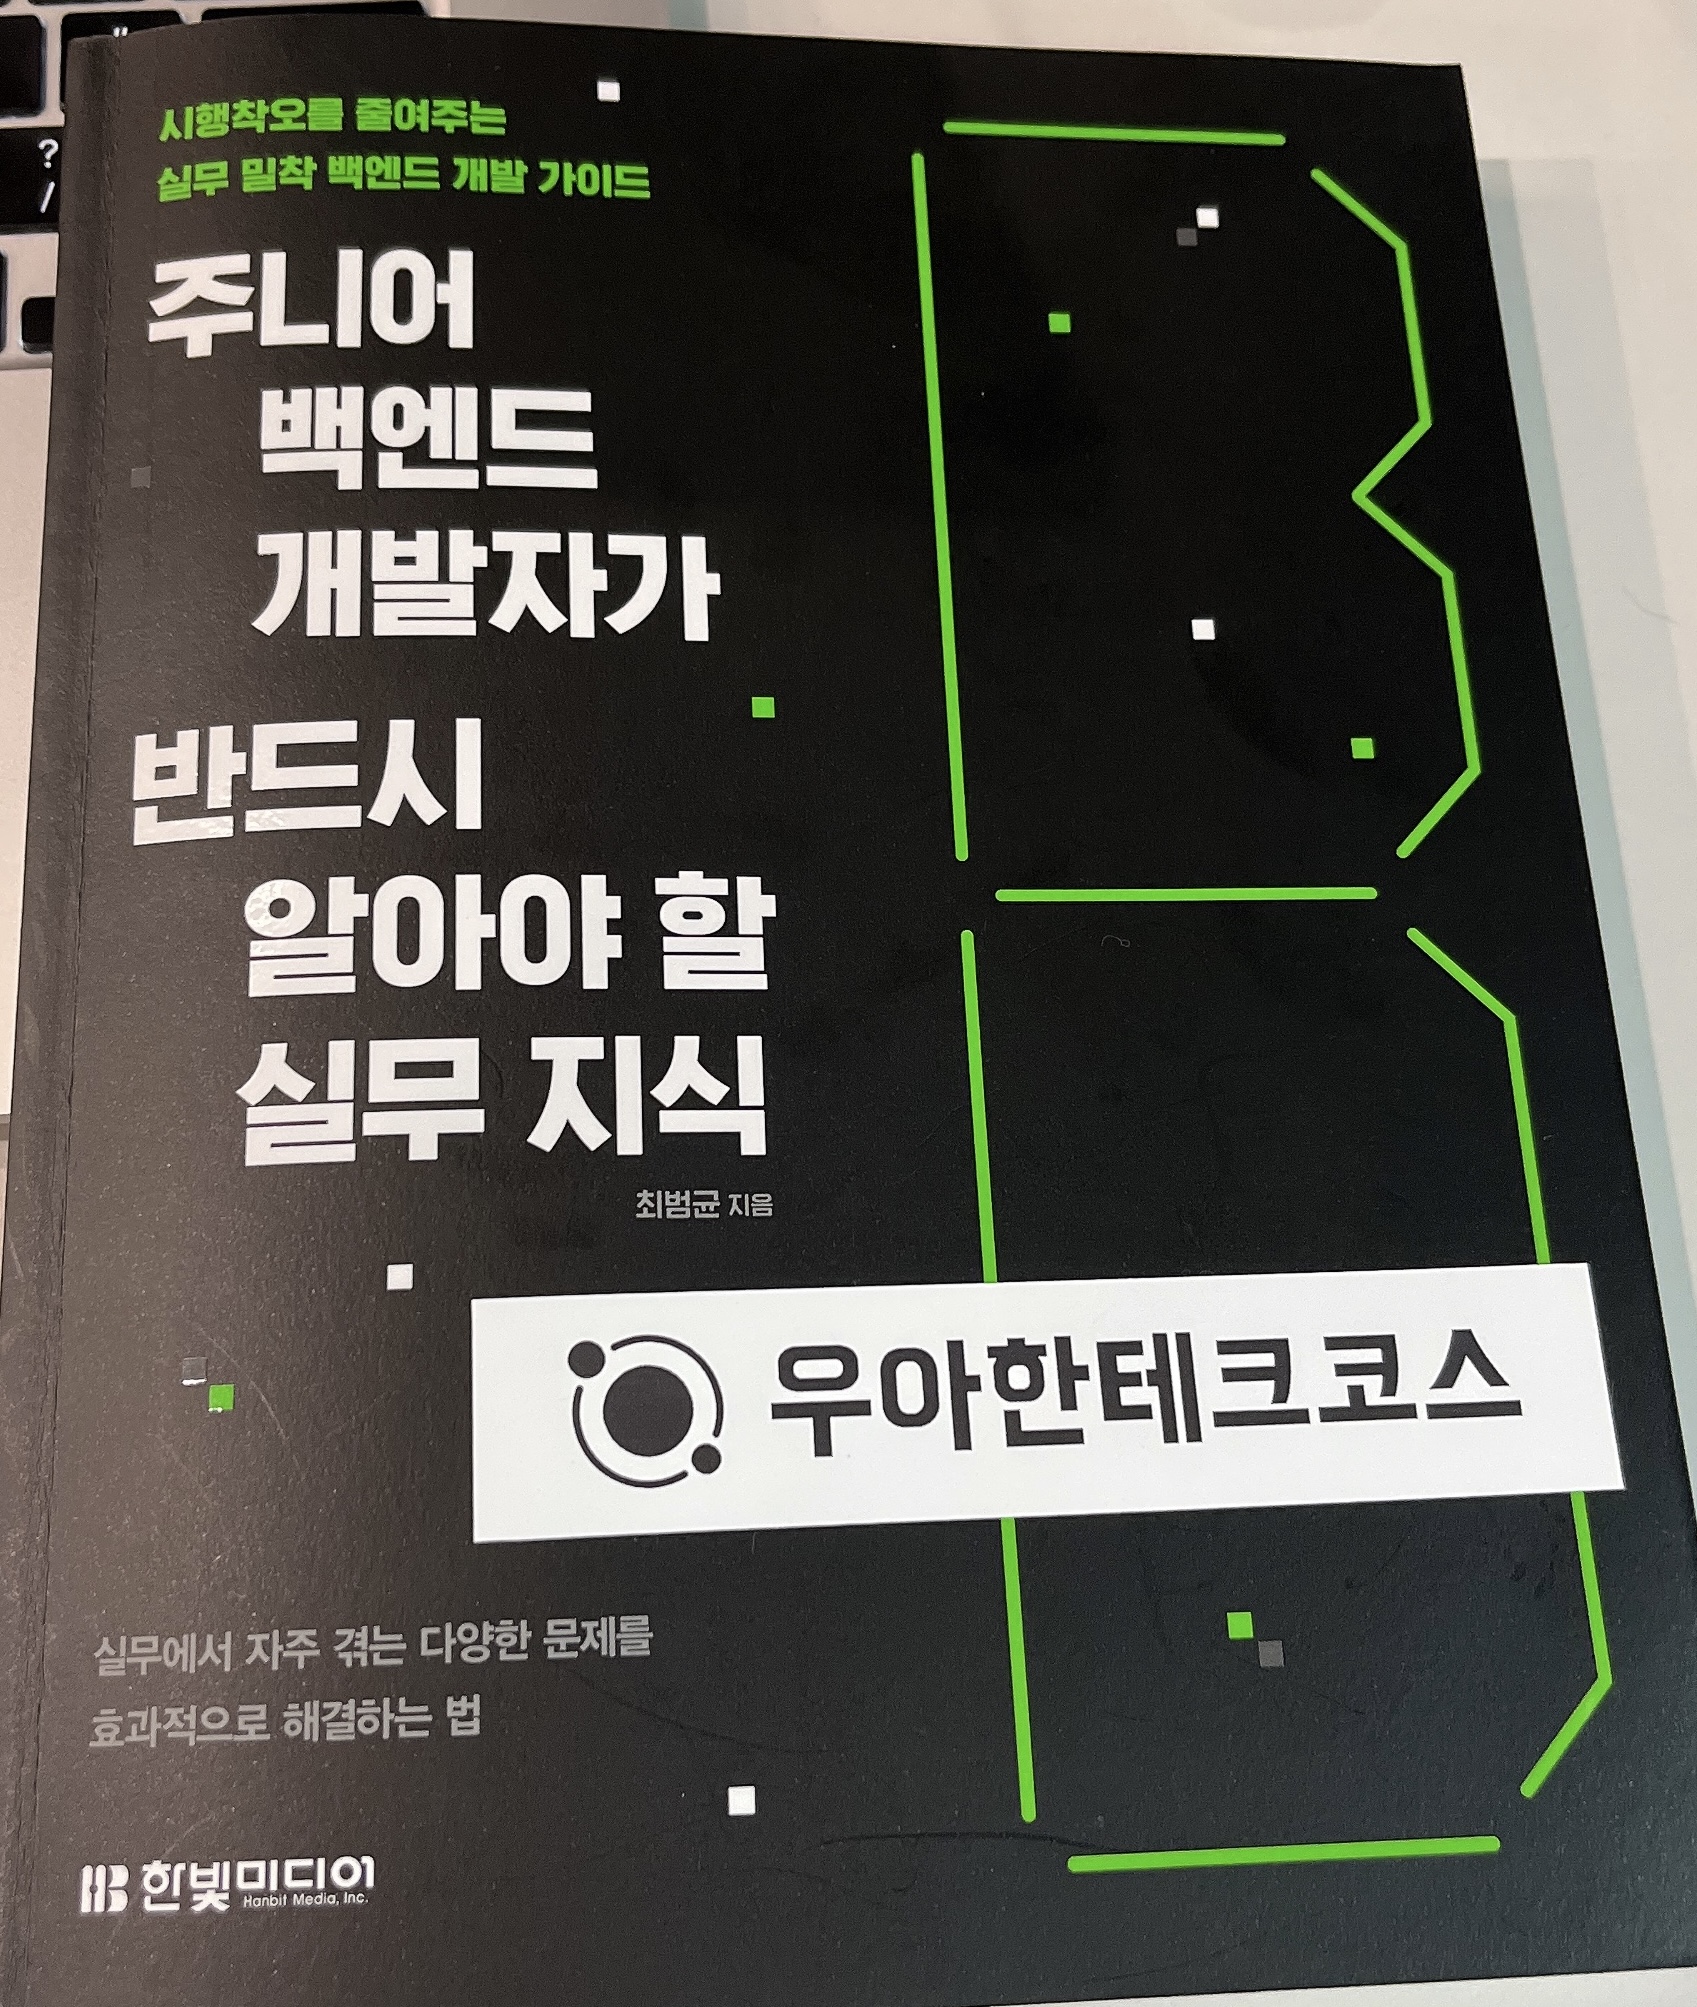 "
?
/
시행착오를 줄여주는
실무 밀착 백엔드 개발 가이드
주니어
백엔드
개발자가
반드시
알아야 할
실무 지식
최범균 지음
우아한테크코스
실무에서 자주 겪는 다양한 문제를
효과적으로 해결하는 법
한빛미디어
Hanbit Media, Inc.